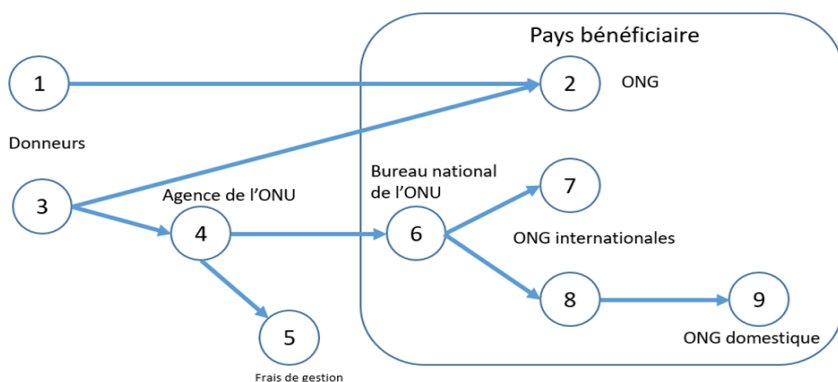 Pays bénéficiaire
1
2
ONG
Donneurs
3
Agence de l'ONU
4
Bureau national
de l'ONU
6
7
ONG internationales
8
9
ONG domestique
5
Frais de gestion